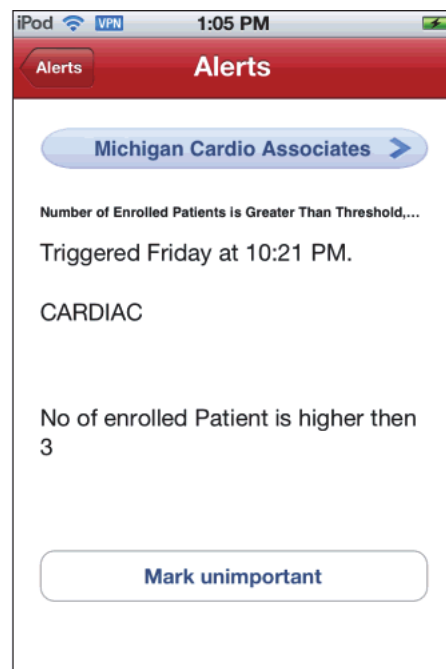 iPod VPN 1:05 PM
Alerts Alerts
Michigan Cardio Associates
Number of Enrolled Patients is Greater Than Threshold,...
Triggered Friday at 10:21 PM.
CARDIAC
No of enrolled Patient is higher then
3
Mark unimportant